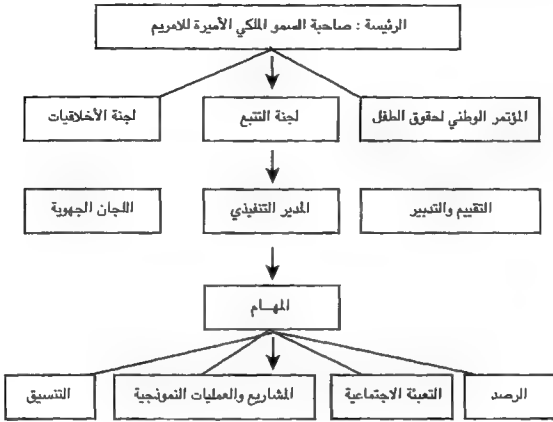 الرئيسة : صاحبة السمو الملكي الأميرة للامريم
المؤتمر الوطني لحقوق الطفل
لجنة التتبع
لجنة الأخلاقيات
التقييم والتدبير
المدير التنفيذي
اللجان الجهوية
المهـــام
الرصد
التعبئة الاجتماعية
المشاريع والعمليات النموذجية
التنسيق